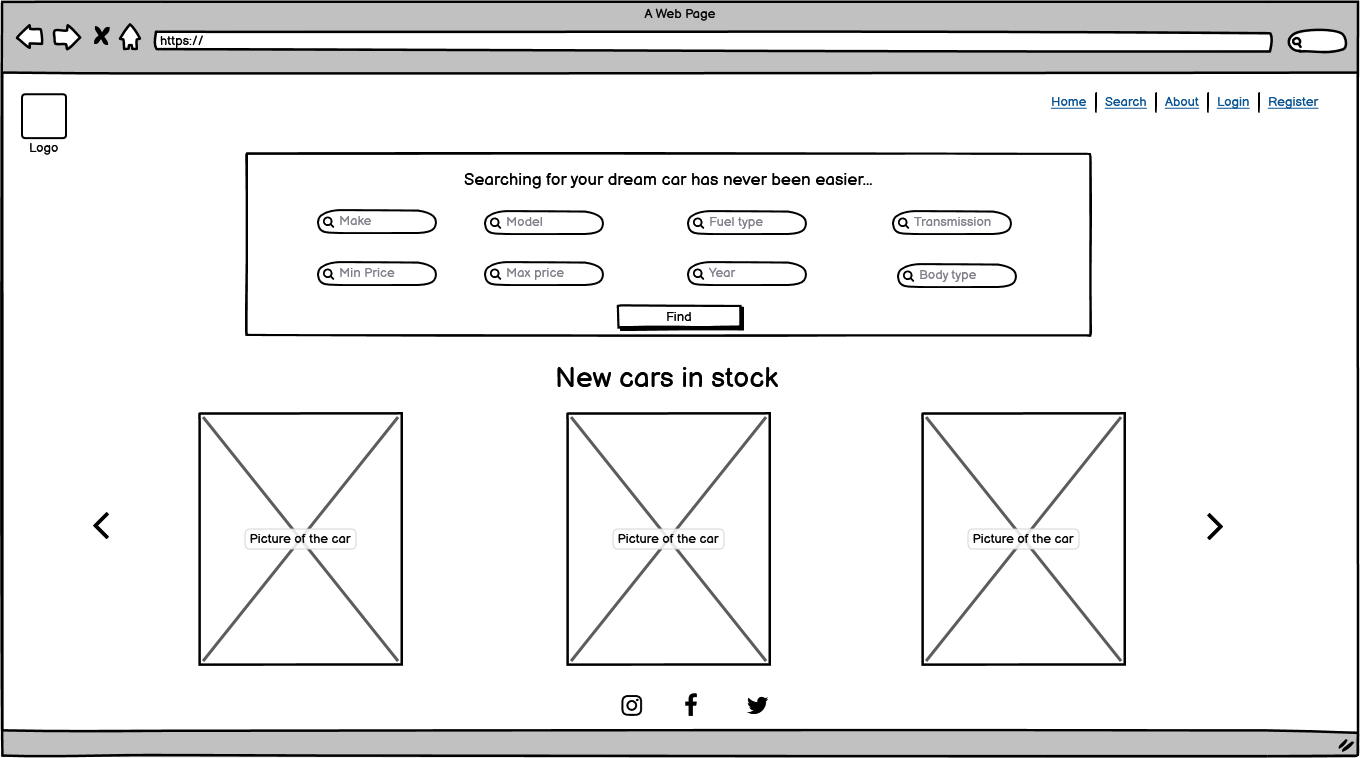 A Web Page
https://
Home Search About Login Register
Logo
Searching for your dream car has never been easier...
Make Model Fuel type Transmission
Min Price Max price Year Body type
Find
New cars in stock
Picture of the car Picture of the car Picture of the car